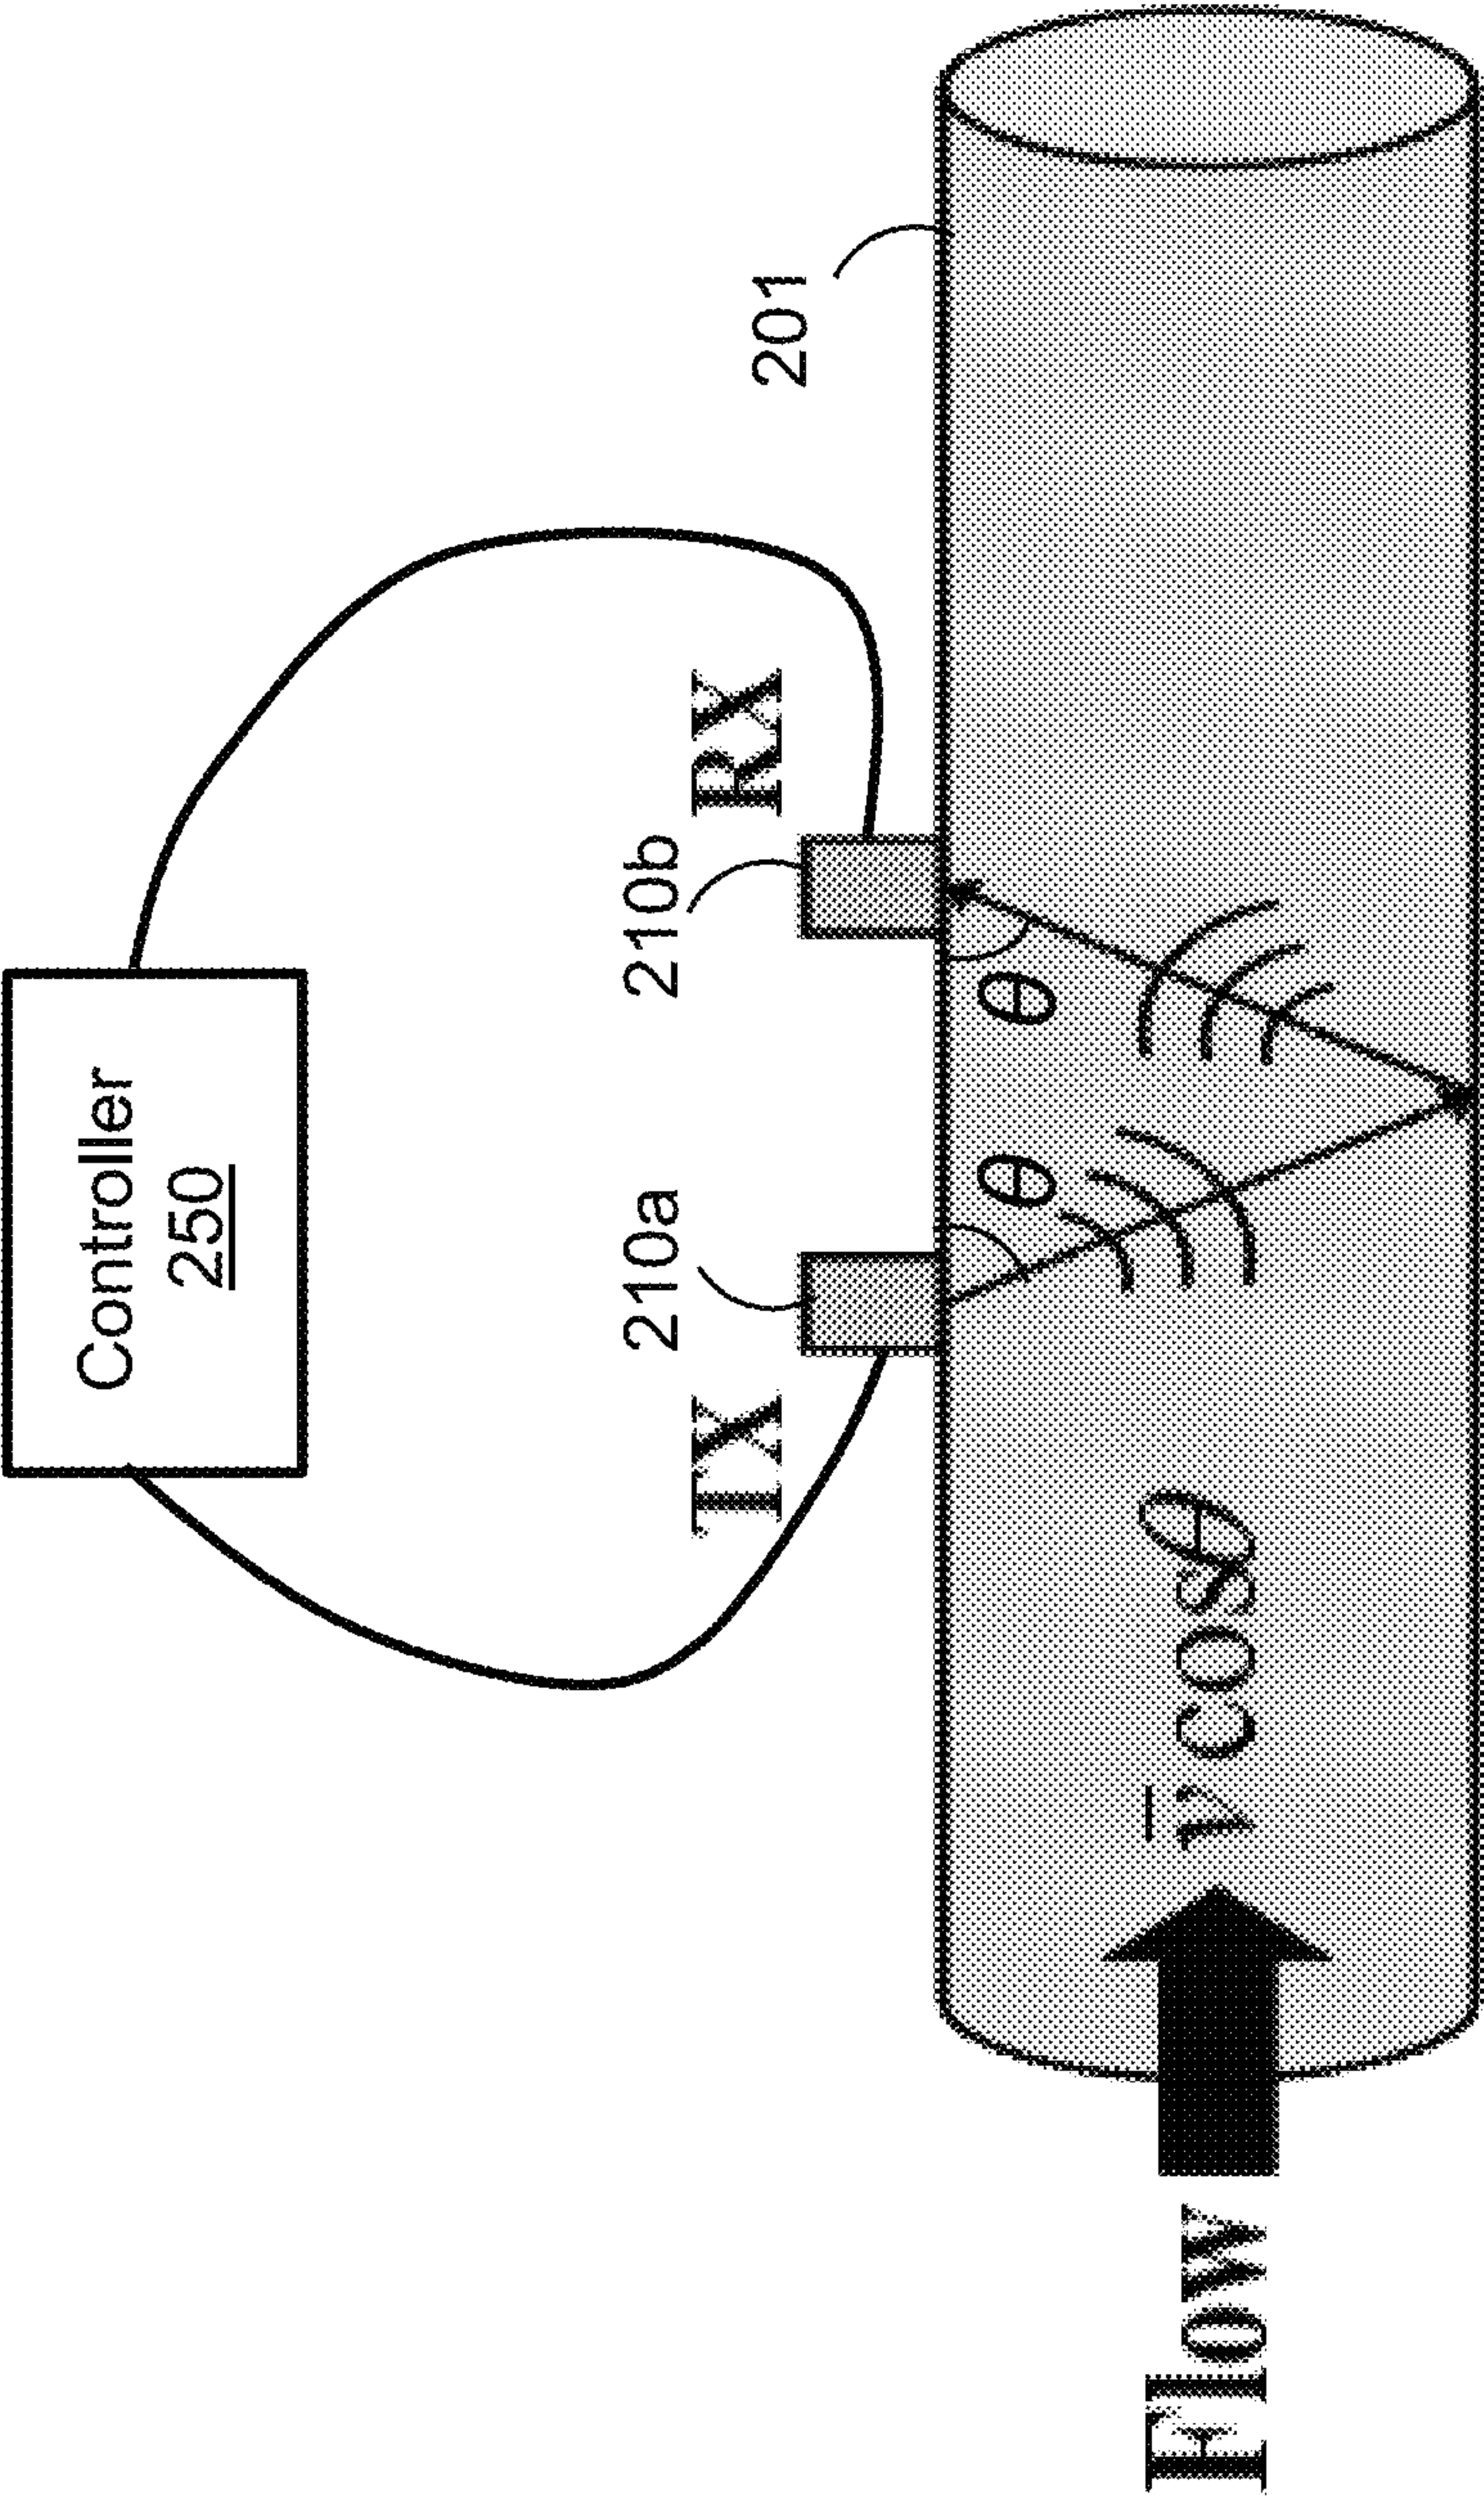 Controller
250
210a
210b
TX
RX
201
θ
θ
Flow
v̄ cosθ